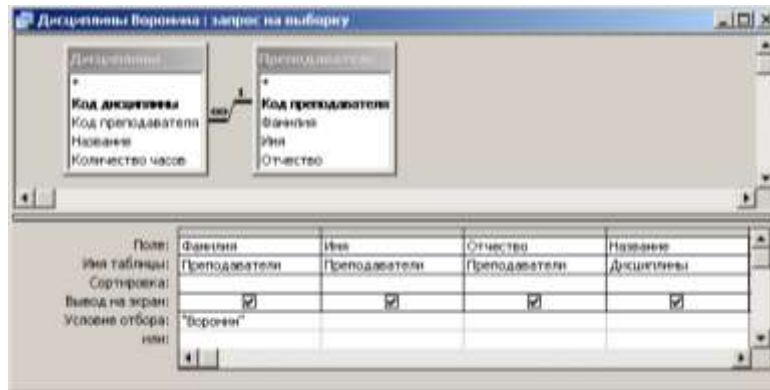 Дисциплины Воронина : запрос на выборку
Дисциплины
*
Код дисциплины
Код преподавателя
Название
Количество часов
∞ 1
Преподаватели
*
Код преподавателя
Фамилия
Имя
Отчество
Поле: Фамилия Имя Отчество Название
Имя таблицы: Преподаватели Преподаватели Преподаватели Дисциплины
Сортировка:
Вывод на экран:
Условие отбора: "Воронин"
или: